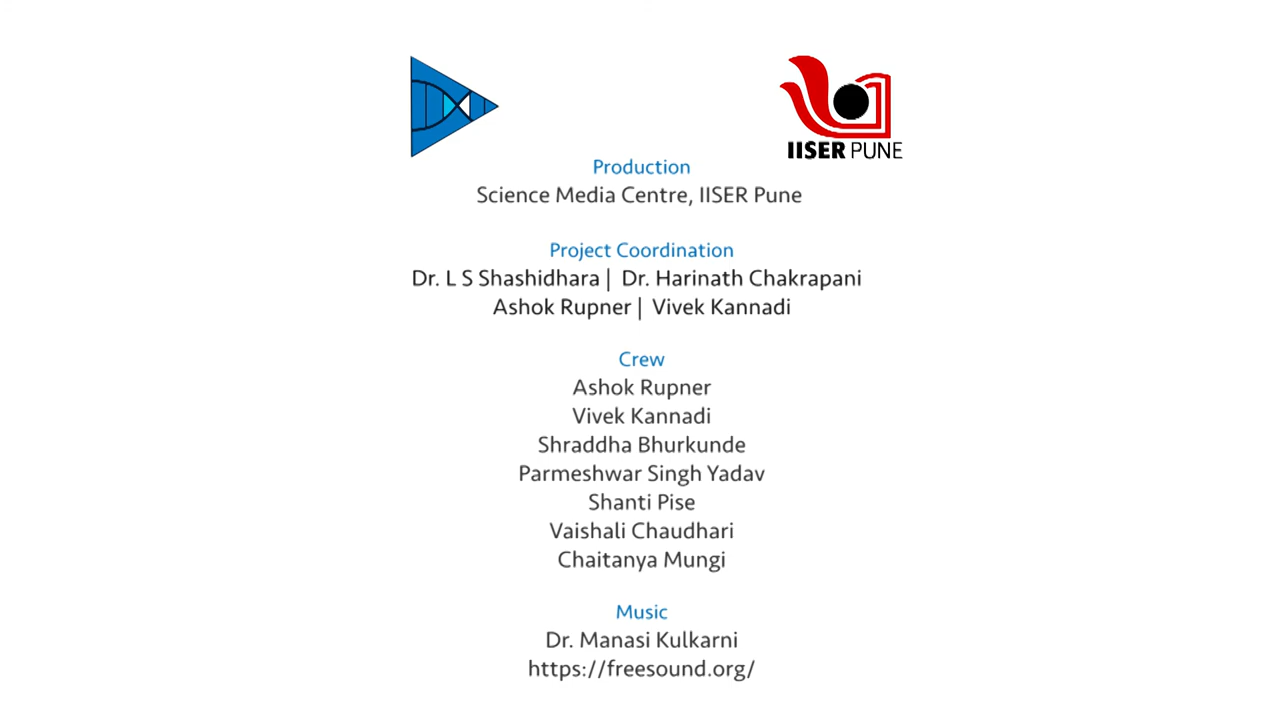 IISER PUNE
Production
Science Media Centre, IISER Pune
Project Coordination
Dr. L S Shashidhara | Dr. Harinath Chakrapani
Ashok Rupner | Vivek Kannadi
Crew
Ashok Rupner
Vivek Kannadi
Shraddha Bhurkunde
Parmeshwar Singh Yadav
Shanti Pise
Vaishali Chaudhari
Chaitanya Mungi
Music
Dr. Manasi Kulkarni
https://freesound.org/